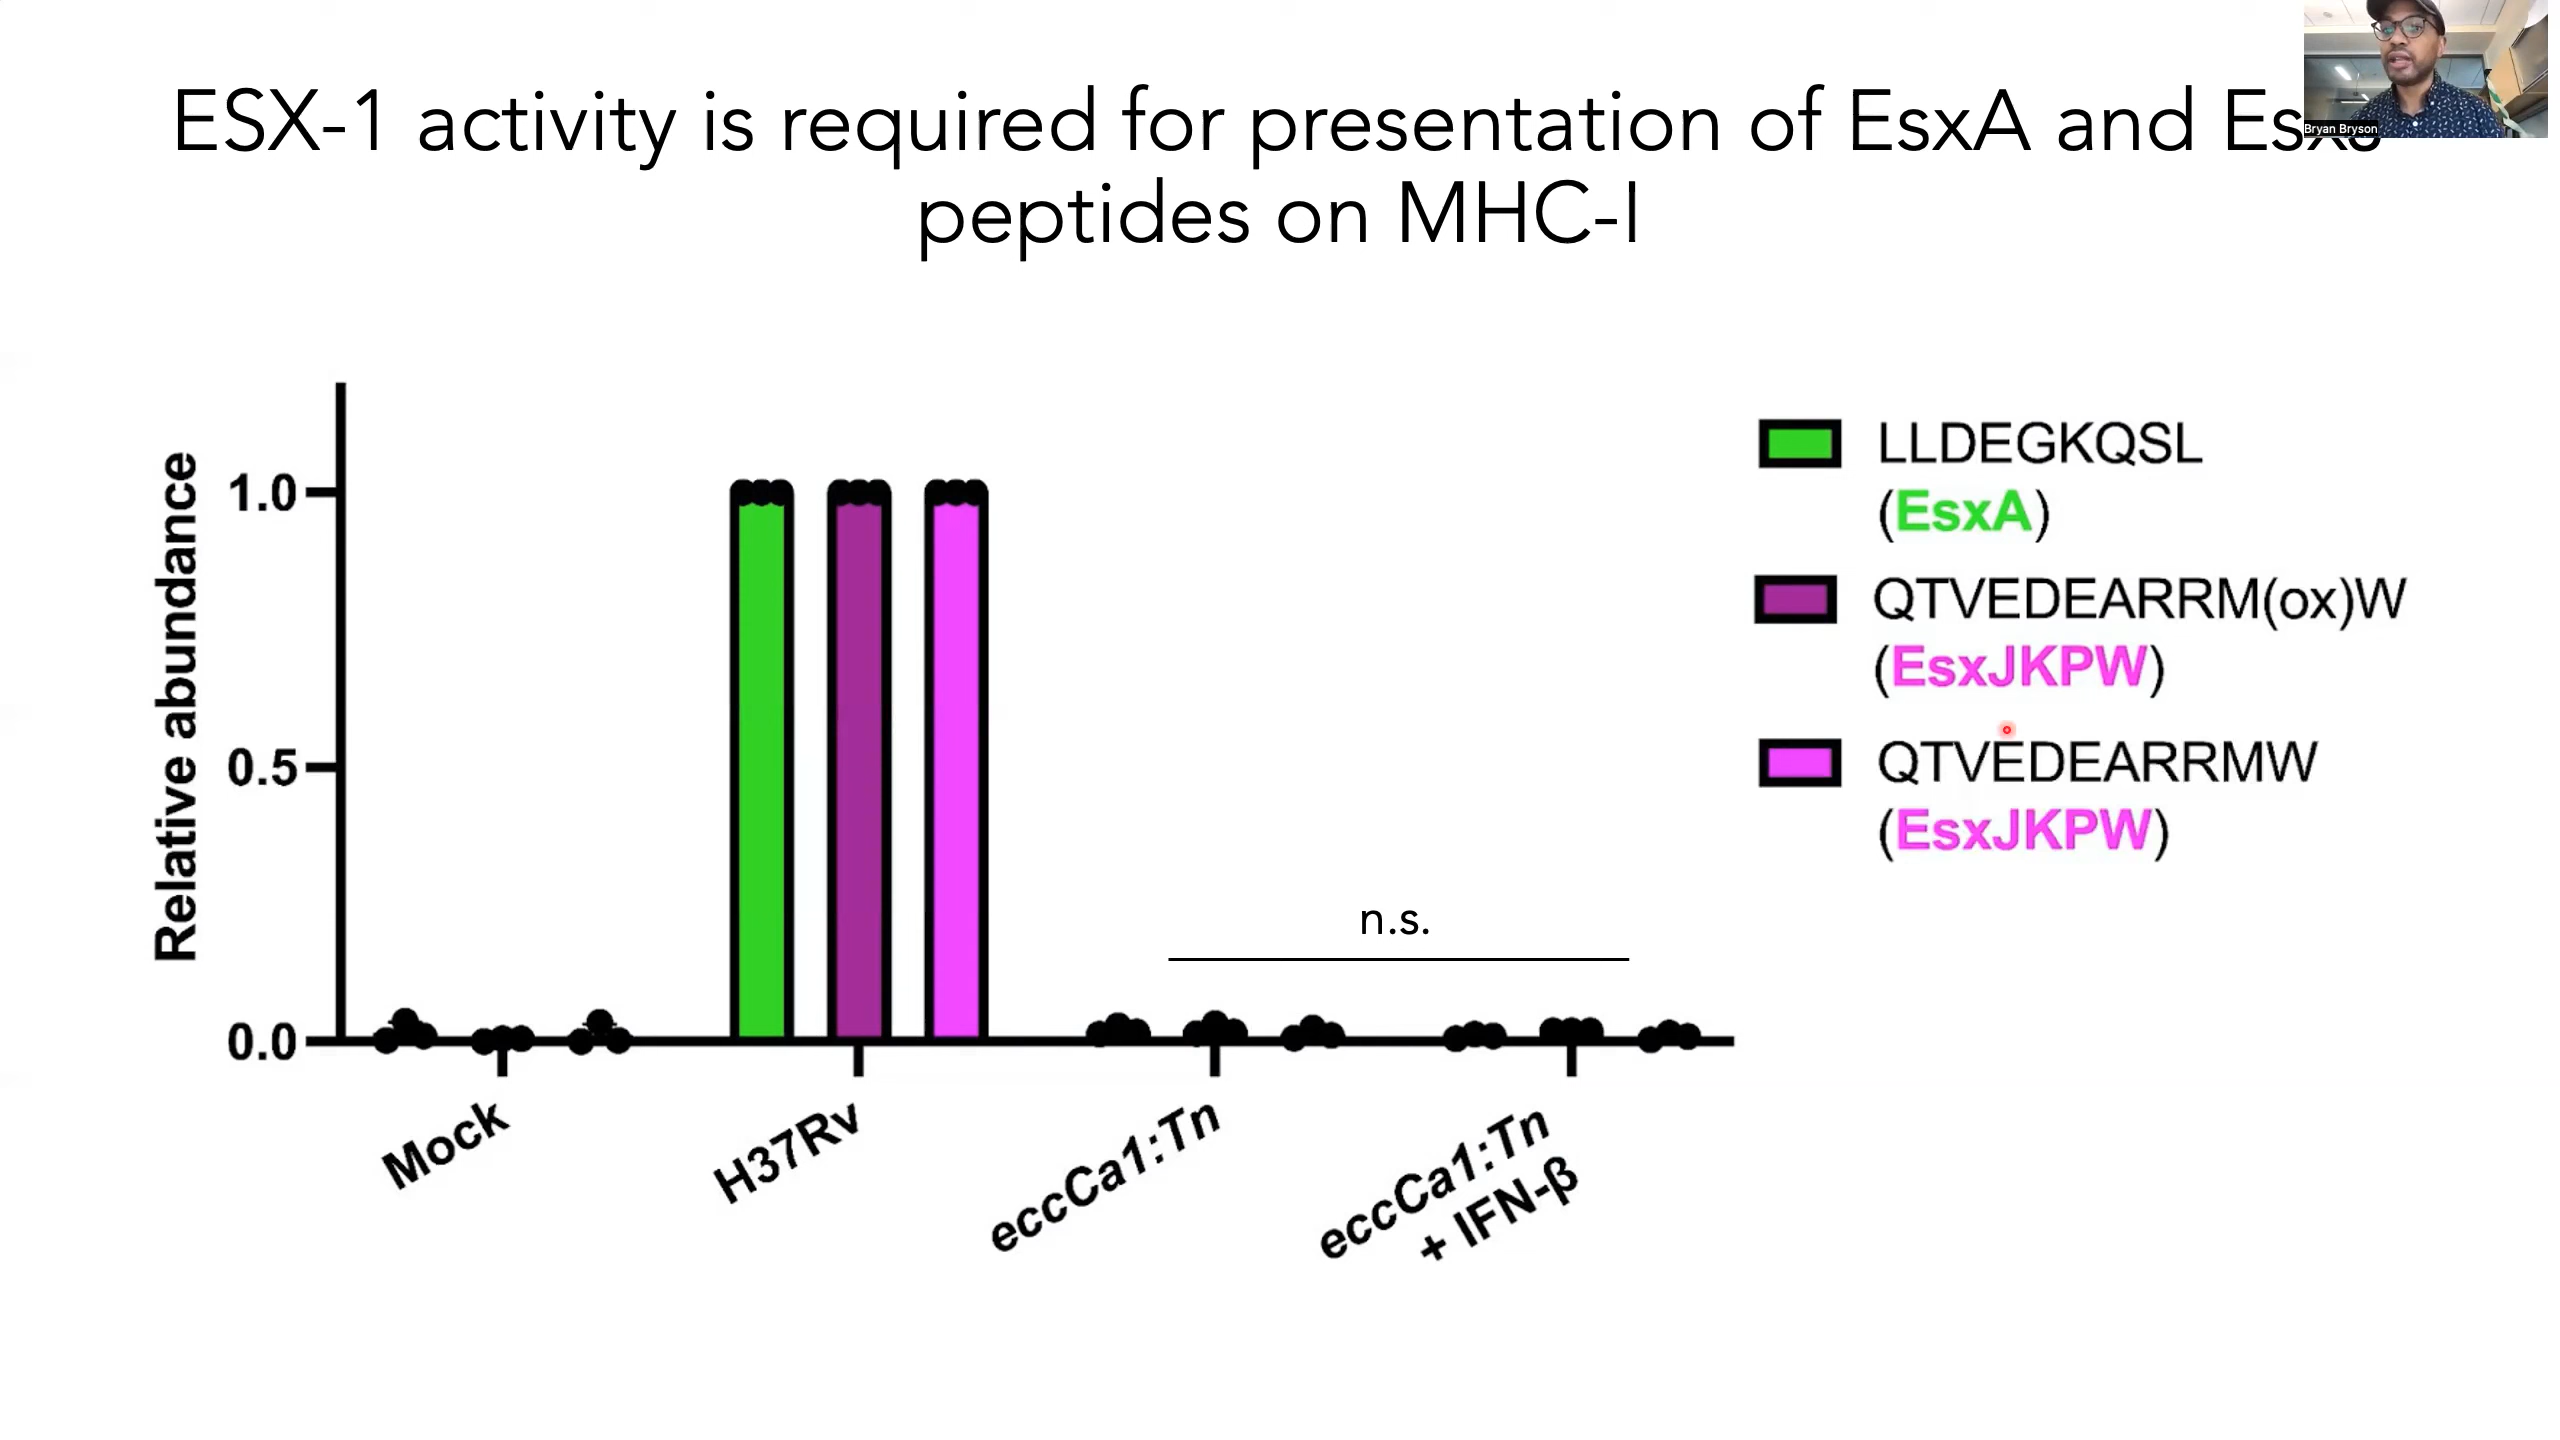 ESX-1 activity is required for presentation of EsxA and
peptides on MHC-I
Bryan Bryson
Relative abundance
1.0
0.5
0.0
Mock
H37Rv
eccCa1:Tn
eccCa1:Tn
+ IFN-β
n.s.
LLDEGKQSL
(EsxA)
QTVEDEARRM(ox)W
(EsxJKPW)
QTVEDEARRMW
(EsxJKPW)